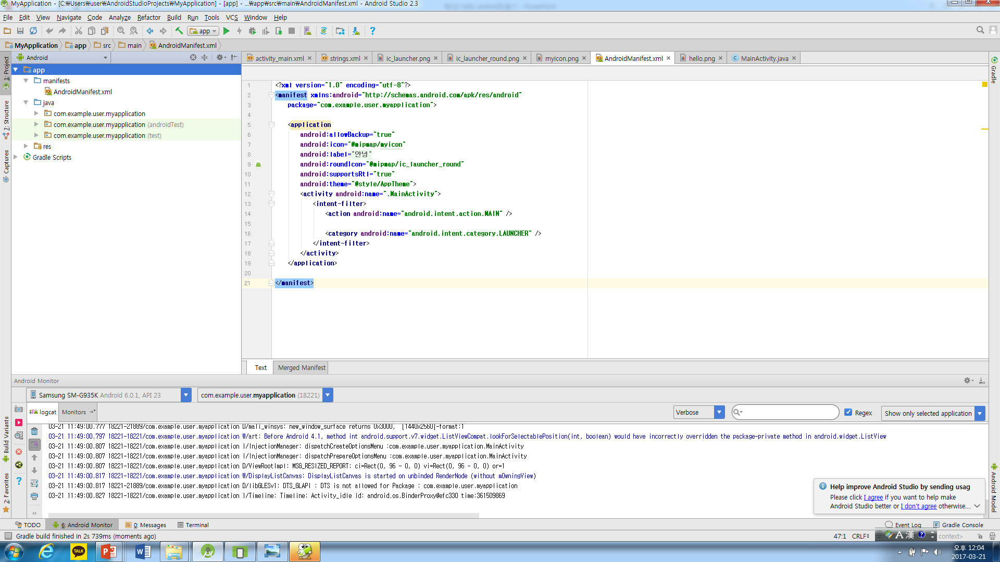 MyApplication - [C:₩Users₩user₩AndroidStudioProjects₩MyApplication] - [app] - ...₩app₩src₩main₩AndroidManifest.xml - Android Studio 2.3
File Edit View Navigate Code Analyze Refactor Build Run Tools VCS Window Help
app
MyApplication app src main AndroidManifest.xml
Android
activity_main.xml strings.xml ic_launcher.png ic_launcher_round.png myicon.png AndroidManifest.xml hello.png MainActivity.java
1: Project
7: Structure
Captures
Build Variants
2: Favorites
Gradle
Android Model
app
manifests
AndroidManifest.xml
java
com.example.user.myapplication
com.example.user.myapplication (androidTest)
com.example.user.myapplication (test)
res
Gradle Scripts
1 <?xml version="1.0" encoding="utf-8"?>
2 <manifest xmlns:android="http://schemas.android.com/apk/res/android"
3 package="com.example.user.myapplication">
4
5 <application
6 android:allowBackup="true"
7 android:icon="@mipmap/myicon"
8 android:label="안녕"
9 android:roundIcon="@mipmap/ic_launcher_round"
10 android:supportsRtl="true"
11 android:theme="@style/AppTheme">
12 <activity android:name=".MainActivity">
13 <intent-filter>
14 <action android:name="android.intent.action.MAIN" />
15
16 <category android:name="android.intent.category.LAUNCHER" />
17 </intent-filter>
18 </activity>
19 </application>
20
21 </manifest>
Text Merged Manifest
Android Monitor
Samsung SM-G935K Android 6.0.1, API 23 com.example.user.myapplication (18221)
logcat Monitors Verbose Regex Show only selected application
03-21 11:49:00.777 18221-21889/com.example.user.myapplication D/mali_winsys: new_window_surface returns 0x3000, [1440x2560]-format:1
03-21 11:49:00.797 18221-18221/com.example.user.myapplication W/art: Before Android 4.1, method int android.support.v7.widget.ListViewCompat.lookForSelectablePosition(int, boolean) would have incorrectly overridden the package-private method in android.widget.ListView
03-21 11:49:00.807 18221-18221/com.example.user.myapplication I/InjectionManager: dispatchCreateOptionsMenu :com.example.user.myapplication.MainActivity
03-21 11:49:00.807 18221-18221/com.example.user.myapplication I/InjectionManager: dispatchPrepareOptionsMenu :com.example.user.myapplication.MainActivity
03-21 11:49:00.807 18221-18221/com.example.user.myapplication D/ViewRootImpl: MSG_RESIZED_REPORT: ci=Rect(0, 96 - 0, 0) vi=Rect(0, 96 - 0, 0) or=1
03-21 11:49:00.817 18221-18221/com.example.user.myapplication W/DisplayListCanvas: DisplayListCanvas is started on unbinded RenderNode (without mOwningView)
03-21 11:49:00.817 18221-21889/com.example.user.myapplication D/libGLESv1: DTS_GLAPI : DTS is not allowed for Package : com.example.user.myapplication
03-21 11:49:00.827 18221-18221/com.example.user.myapplication I/Timeline: Timeline: Activity_idle id: android.os.BinderProxy@efc330 time:361509869
Help improve Android Studio by sending usag
Please click I agree if you want to help make
Android Studio better or I don't agree otherwise....
TODO 6: Android Monitor 0: Messages Terminal Event Log Gradle Console
Gradle build finished in 2s 739ms (moments ago) 47:1 CRLF A 漢 context>
TALK
오후 12:04
2017-03-21